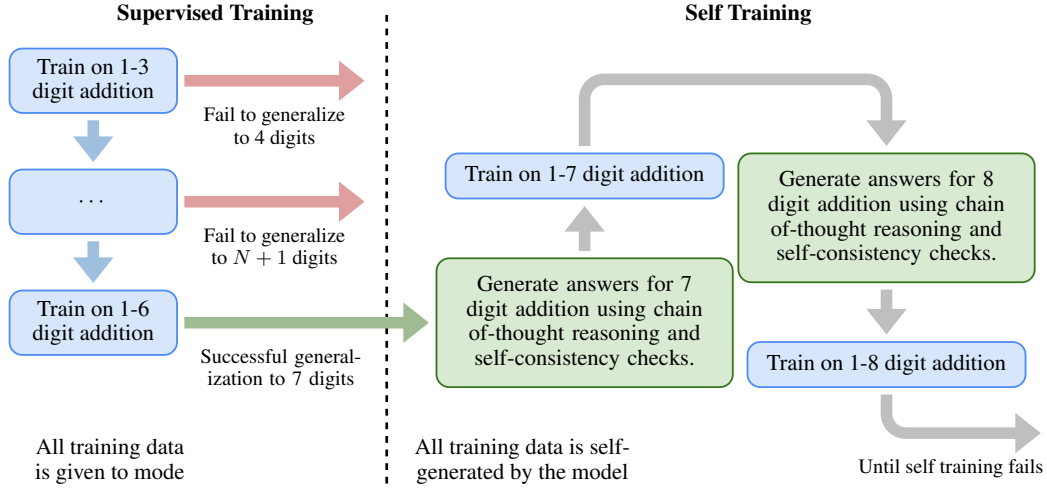 Supervised Training
Train on 1-3
digit addition
Fail to generalize
to 4 digits
· · ·
Fail to generalize
to N + 1 digits
Train on 1-6
digit addition
Successful general-
ization to 7 digits
All training data
is given to mode
Self Training
Train on 1-7 digit addition
Generate answers for 7
digit addition using chain
of-thought reasoning and
self-consistency checks.
Generate answers for 8
digit addition using chain
of-thought reasoning and
self-consistency checks.
Train on 1-8 digit addition
Until self training fails
All training data is self-
generated by the model